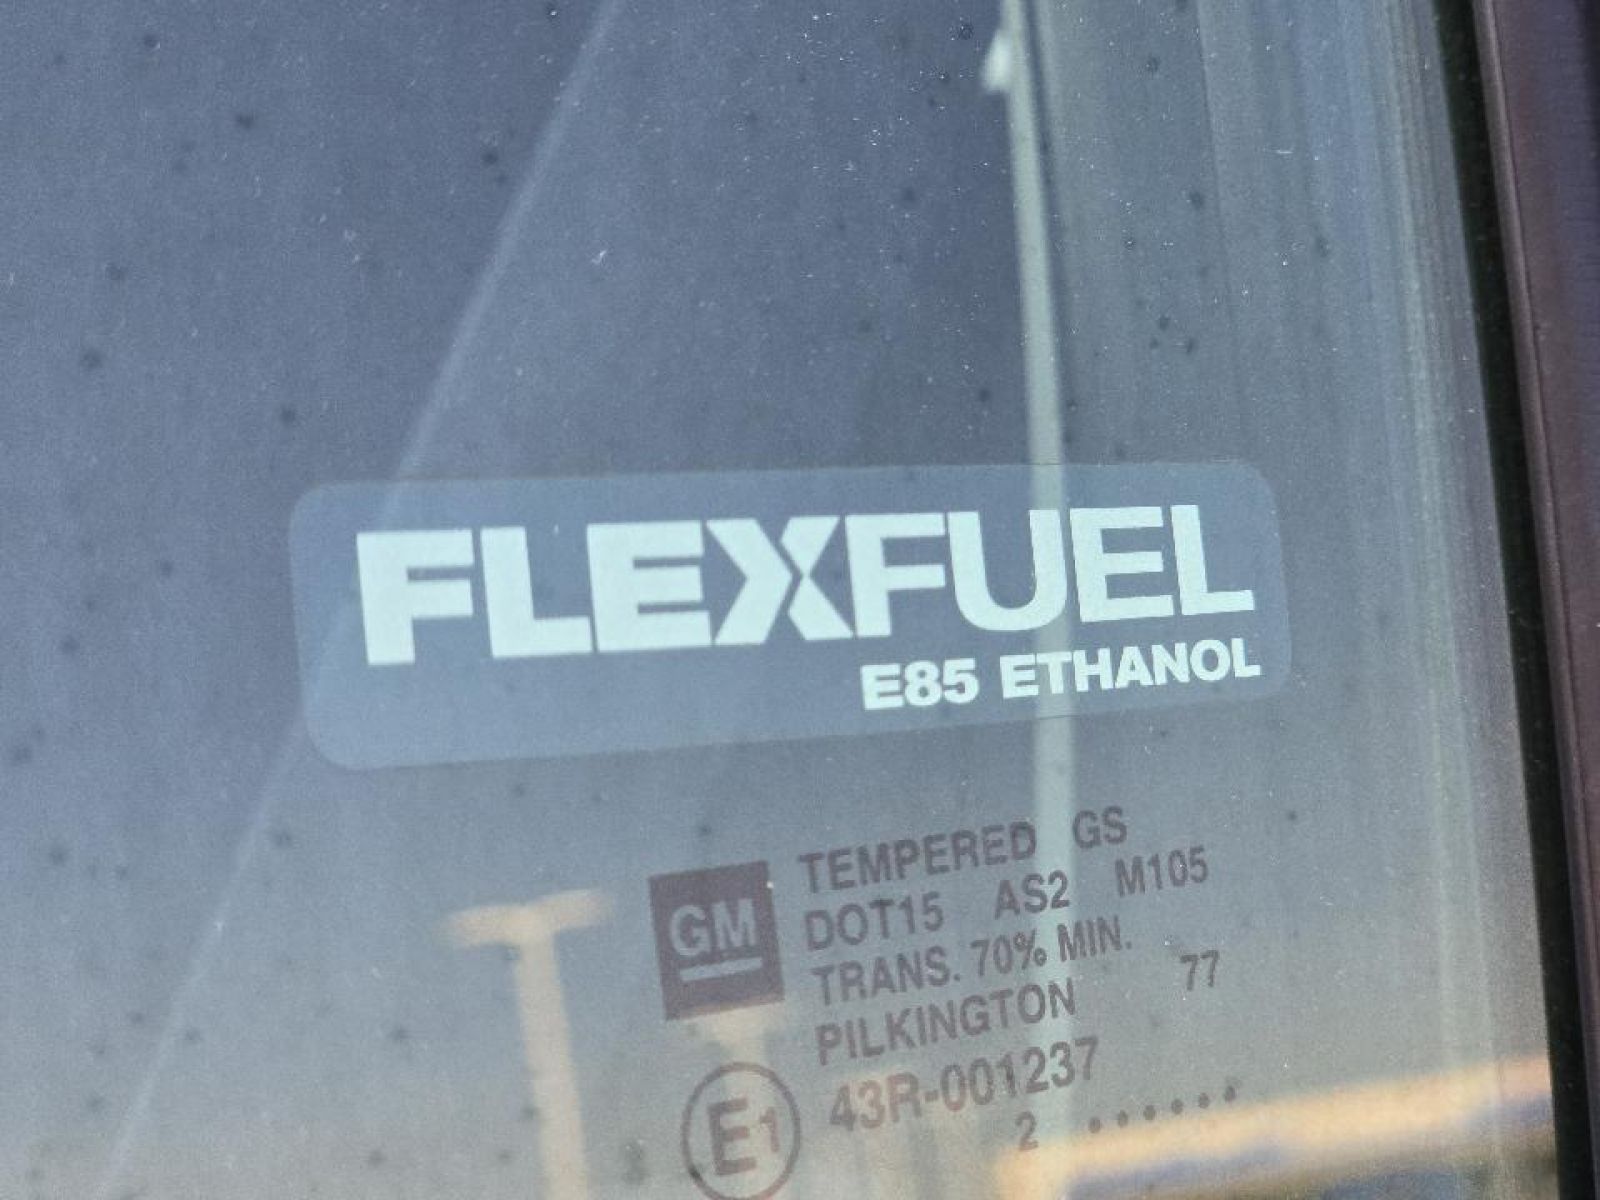 FLEXFUEL
E85 ETHANOL
GM
TEMPERED GS
DOT15 AS2 M105
TRANS. 70% MIN.
PILKINGTON 77
E1 43R-001237
2 ••••••